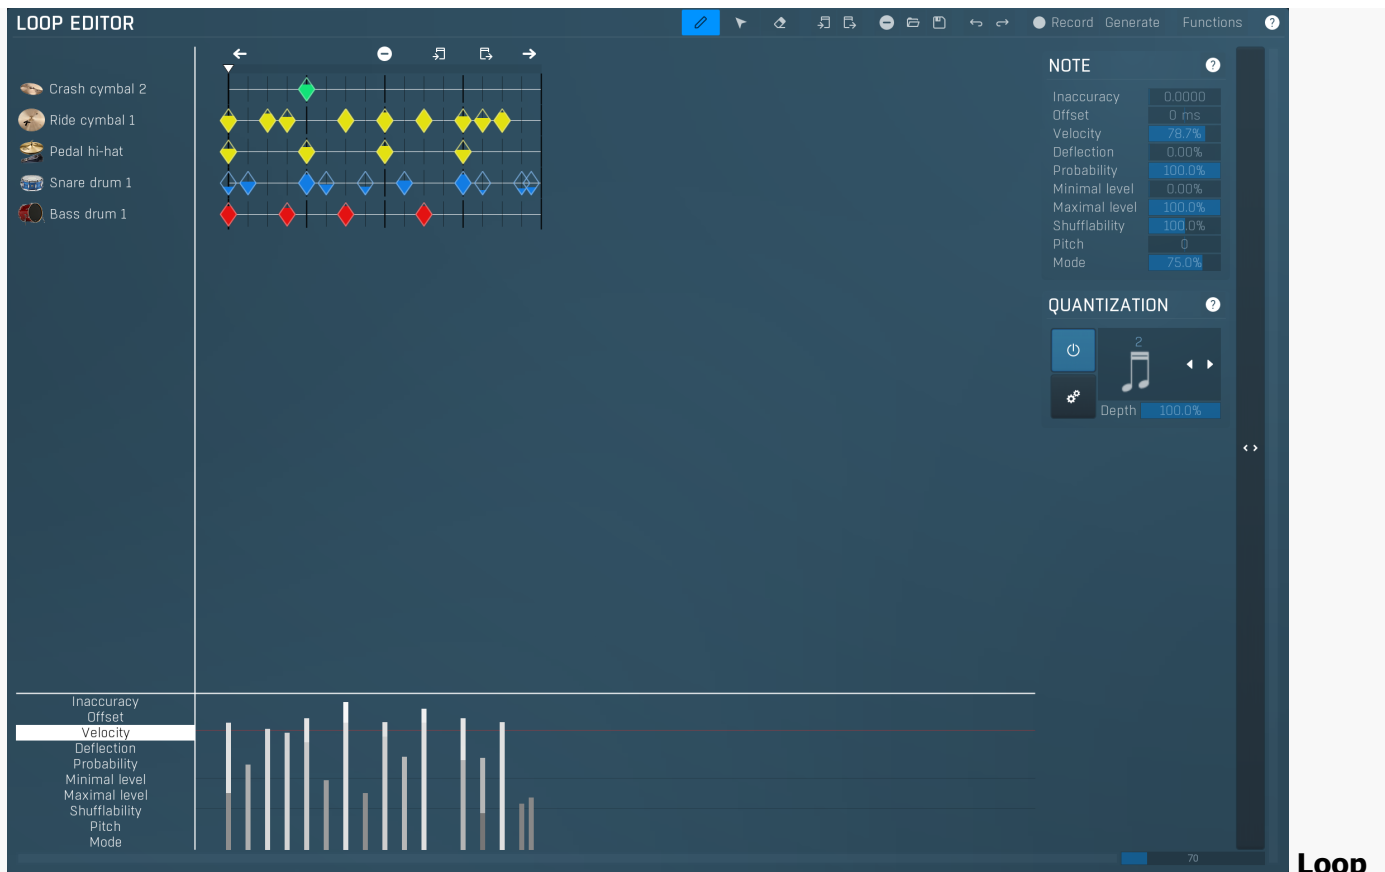 LOOP EDITOR
Record Generate Functions ?
Crash cymbal 2
Ride cymbal 1
Pedal hi-hat
Snare drum 1
Bass drum 1
NOTE ?
Inaccuracy 0.0000
Offset 0 ms
Velocity 78.7%
Deflection 0.00%
Probability 100.0%
Minimal level 0.00%
Maximal level 100.0%
Shufflability 100.0%
Pitch 0
Mode 75.0%
QUANTIZATION ?
2
Depth 100.0%
Inaccuracy
Offset
Velocity
Deflection
Probability
Minimal level
Maximal level
Shufflability
Pitch
Mode
70
Loop